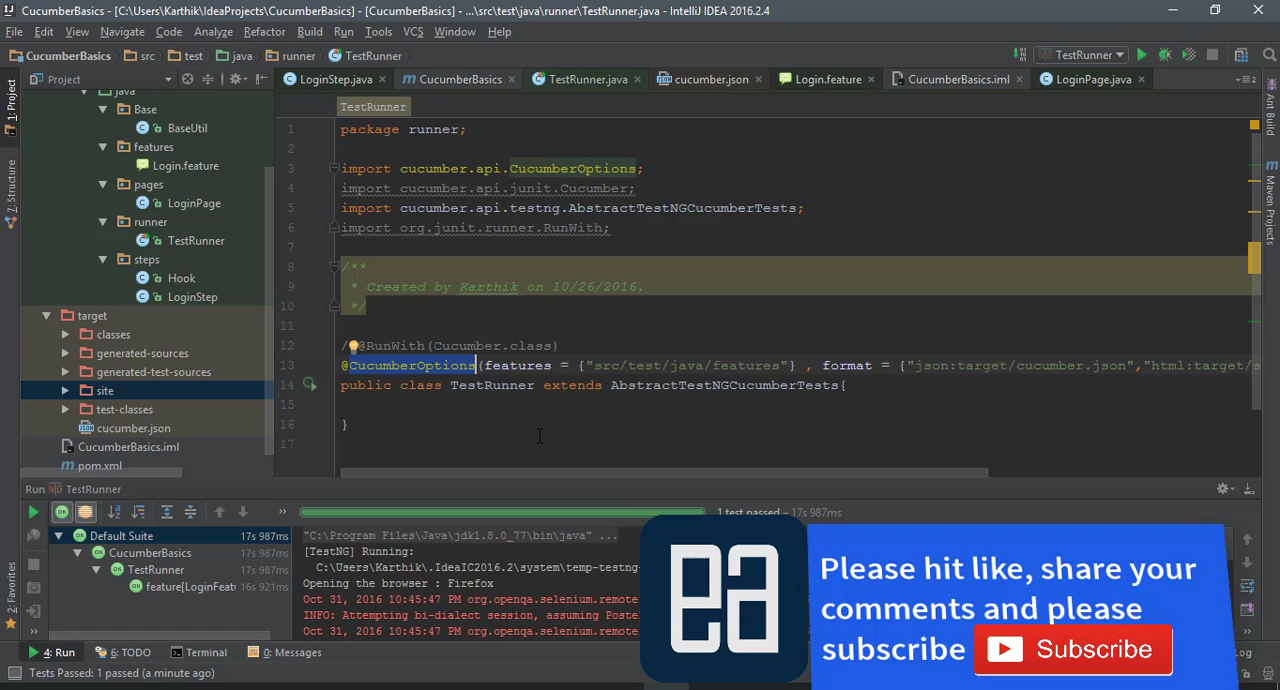 CucumberBasics - [C:\Users\Karthik\IdeaProjects\CucumberBasics] - [CucumberBasics] - ...\src\test\java\runner\TestRunner.java - IntelliJ IDEA 2016.2.4
File Edit View Navigate Code Analyze Refactor Build Run Tools VCS Window Help
CucumberBasics src test java runner TestRunner
TestRunner
Project
LoginStep.java CucumberBasics TestRunner.java cucumber.json Login.feature CucumberBasics.iml LoginPage.java
1: Project
7: Structure
2: Favorites
java
Base
BaseUtil
features
Login.feature
pages
LoginPage
runner
TestRunner
steps
Hook
LoginStep
target
classes
generated-sources
generated-test-sources
site
test-classes
cucumber.json
CucumberBasics.iml
pom.xml
TestRunner
1 package runner;
2
3 import cucumber.api.CucumberOptions;
4 import cucumber.api.junit.Cucumber;
5 import cucumber.api.testng.AbstractTestNGCucumberTests;
6 import org.junit.runner.RunWith;
7
8 /**
9 * Created by Karthik on 10/26/2016.
10 */
11
12 /@RunWith(Cucumber.class)
13 @CucumberOptions(features = {"src/test/java/features"} , format = {"json:target/cucumber.json","html:target/s
14 public class TestRunner extends AbstractTestNGCucumberTests{
15
16 }
17
Ant Build
Maven Projects
Run TestRunner
1 test passed – 17s 987ms
Default Suite 17s 987ms
CucumberBasics 17s 987ms
TestRunner 17s 987ms
feature[LoginFeat 16s 921ms
"C:\Program Files\Java\jdk1.8.0_77\bin\java" ...
[TestNG] Running:
C:\Users\Karthik\.IdeaIC2016.2\system\temp-testng-
Opening the browser : Firefox
Oct 31, 2016 10:45:47 PM org.openqa.selenium.remote
INFO: Attempting bi-dialect session, assuming Poste
Oct 31, 2016 10:45:47 PM org.openqa.selenium.remote
ea
Please hit like, share your
comments and please
subscribe Subscribe
4: Run 6: TODO Terminal 0: Messages
Log
Tests Passed: 1 passed (a minute ago)